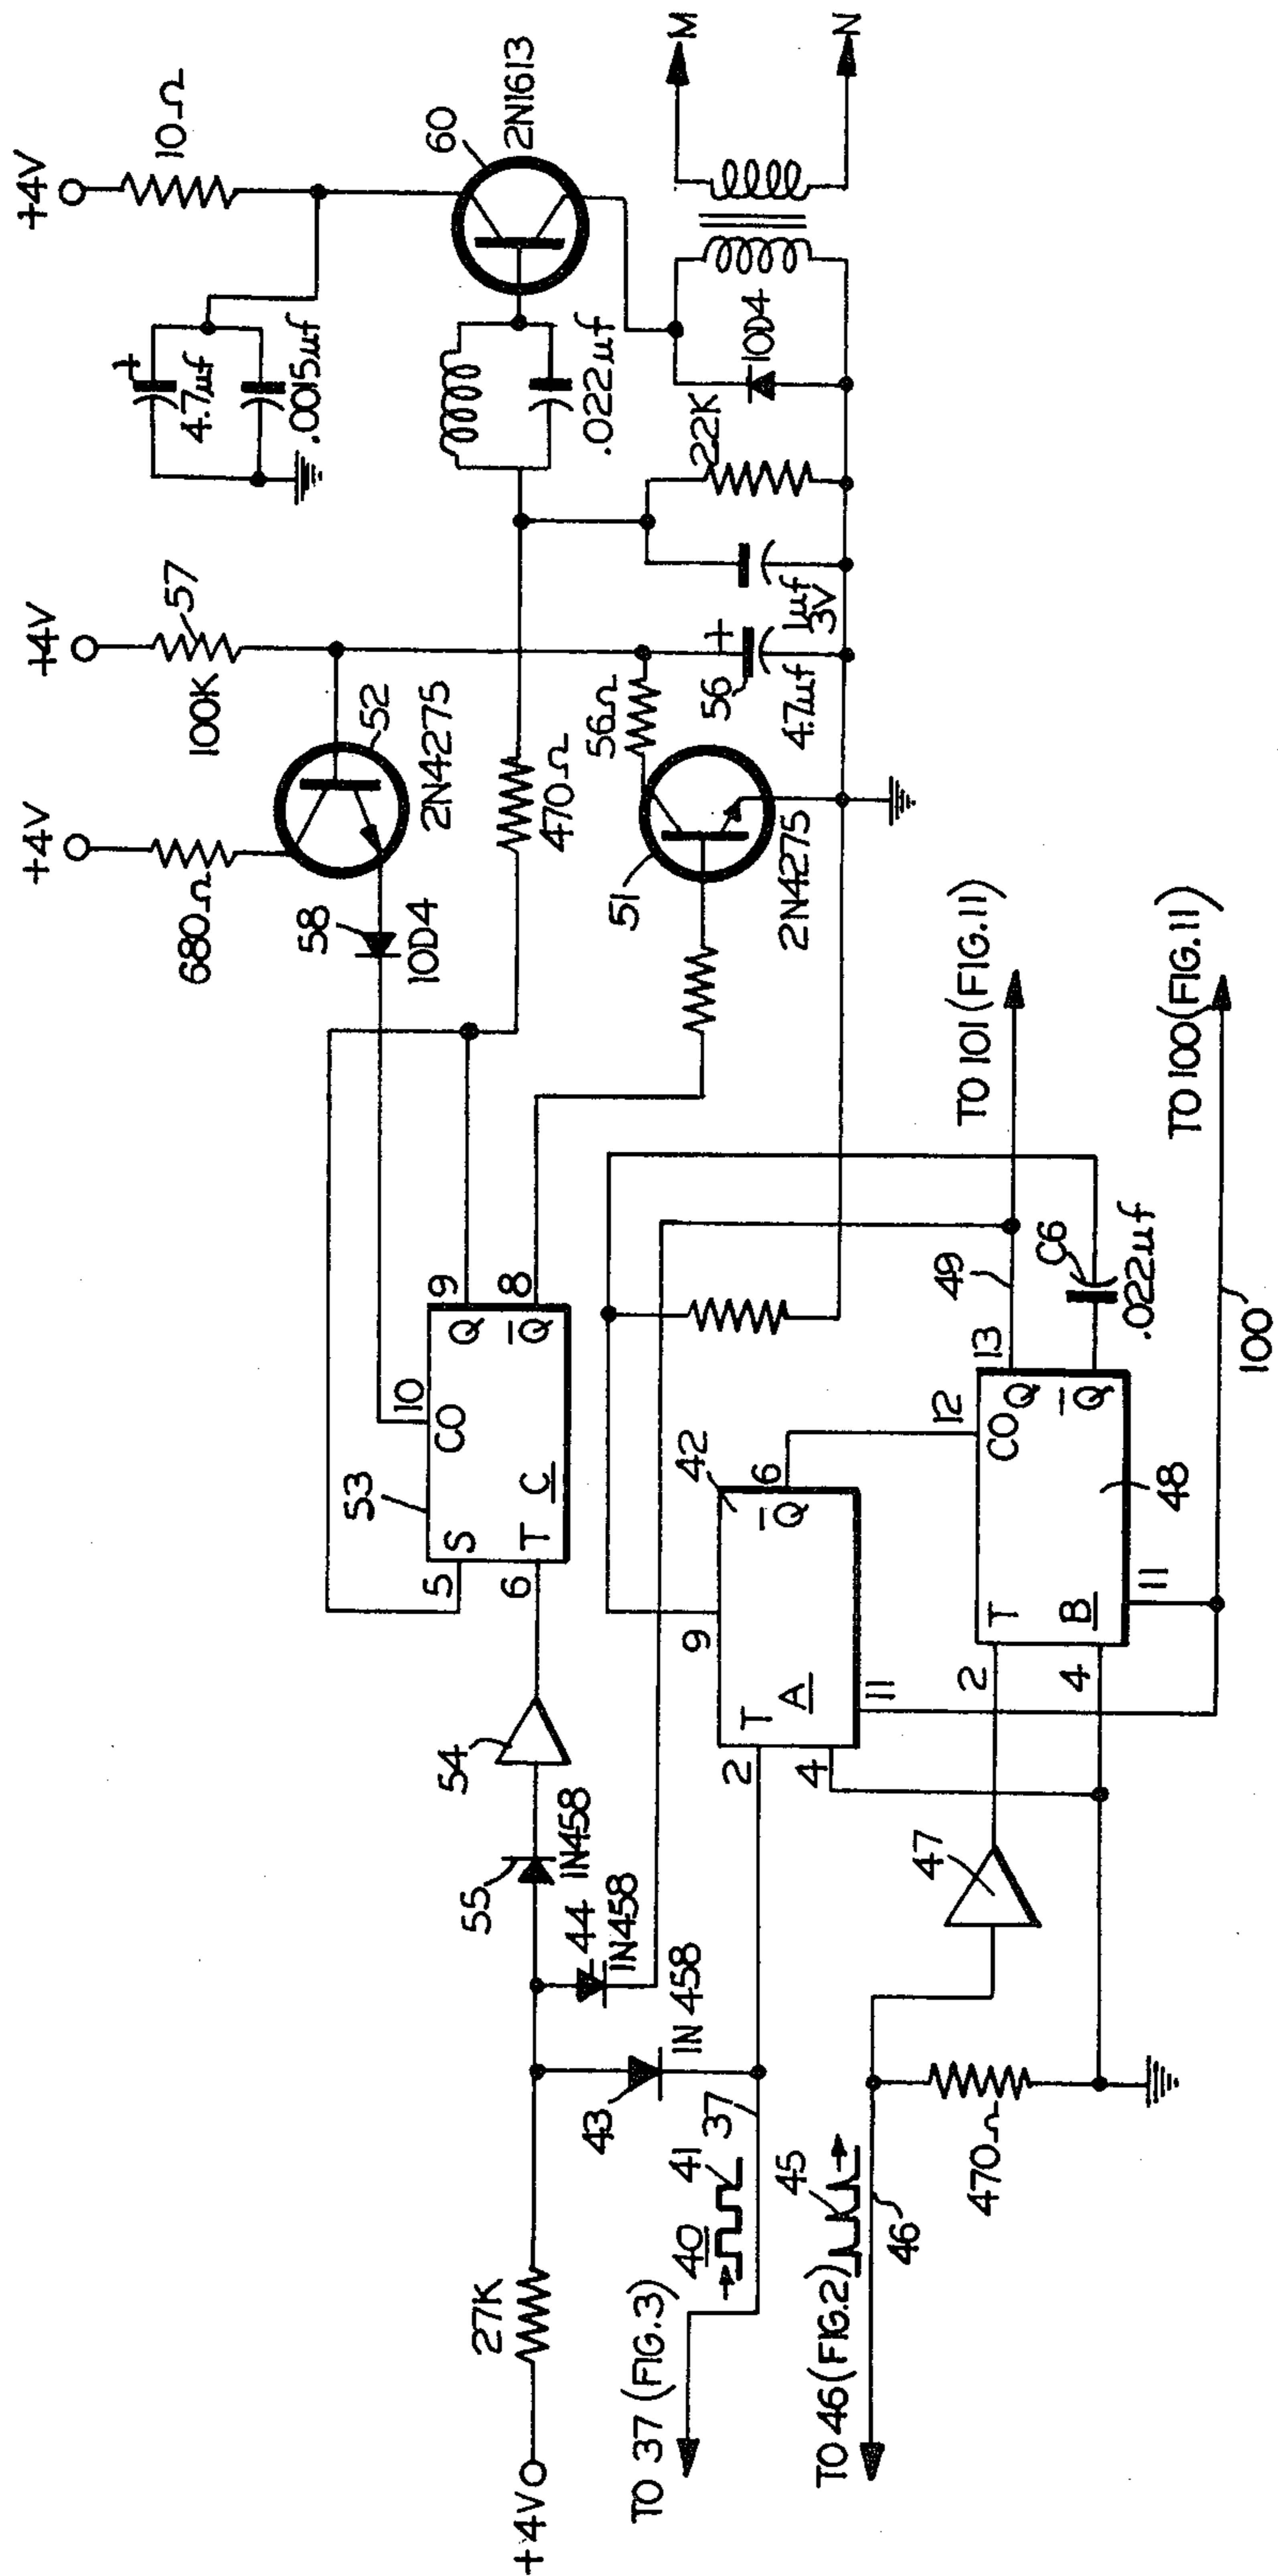 +4V
10Ω
60
2N1613
M
N
+
4.7µf
.0015µf
.022µf
10D4
22K
+4V
57
100K
52
2N4275
+4V
680Ω
58
10D4
470Ω
56Ω
+
56
4.7µf
1µf
3V
51
2N4275
53
10
CO
9
Q
8
Q
5
S
6
T
C
54
55
1N458
44
1N458
27K
+4V
43
1N 458
37
40
41
TO 37 (FIG.3)
42
6
Q
9
2
T
A
4
11
12
CO
13
Q
Q
49
C6
.022µf
2
T
B
4
11
48
47
45
46
TO 46 (FIG.2)
470Ω
TO 101 (FIG.11)
TO 100 (FIG.11)
100